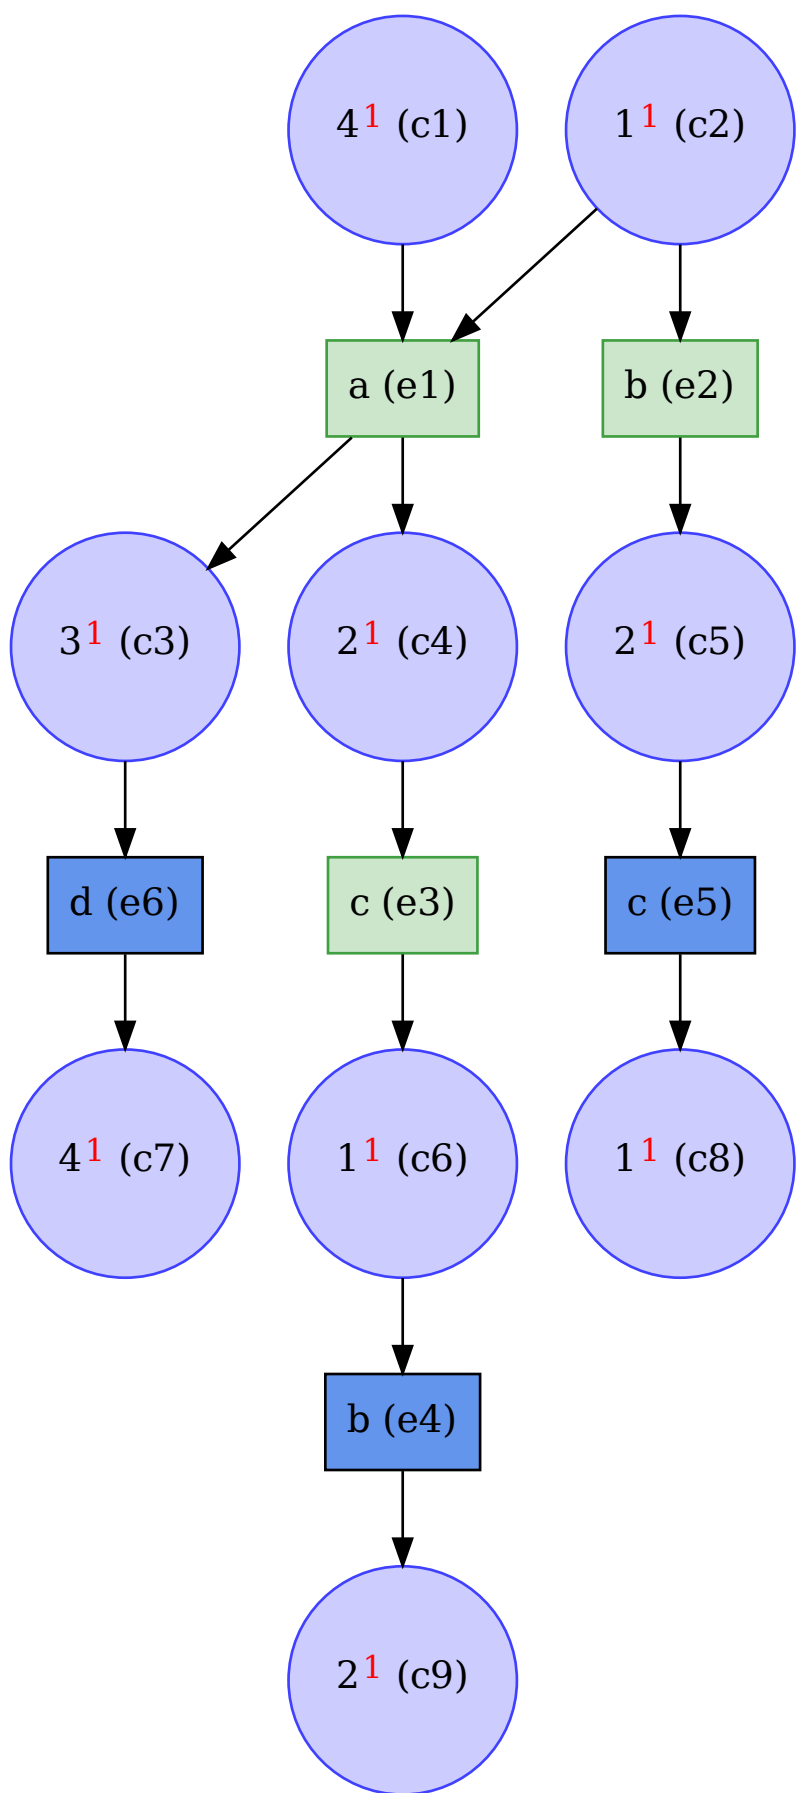 4¹ (c1)
1¹ (c2)
a (e1)
b (e2)
3¹ (c3)
2¹ (c4)
2¹ (c5)
d (e6)
c (e3)
c (e5)
4¹ (c7)
1¹ (c6)
1¹ (c8)
b (e4)
2¹ (c9)